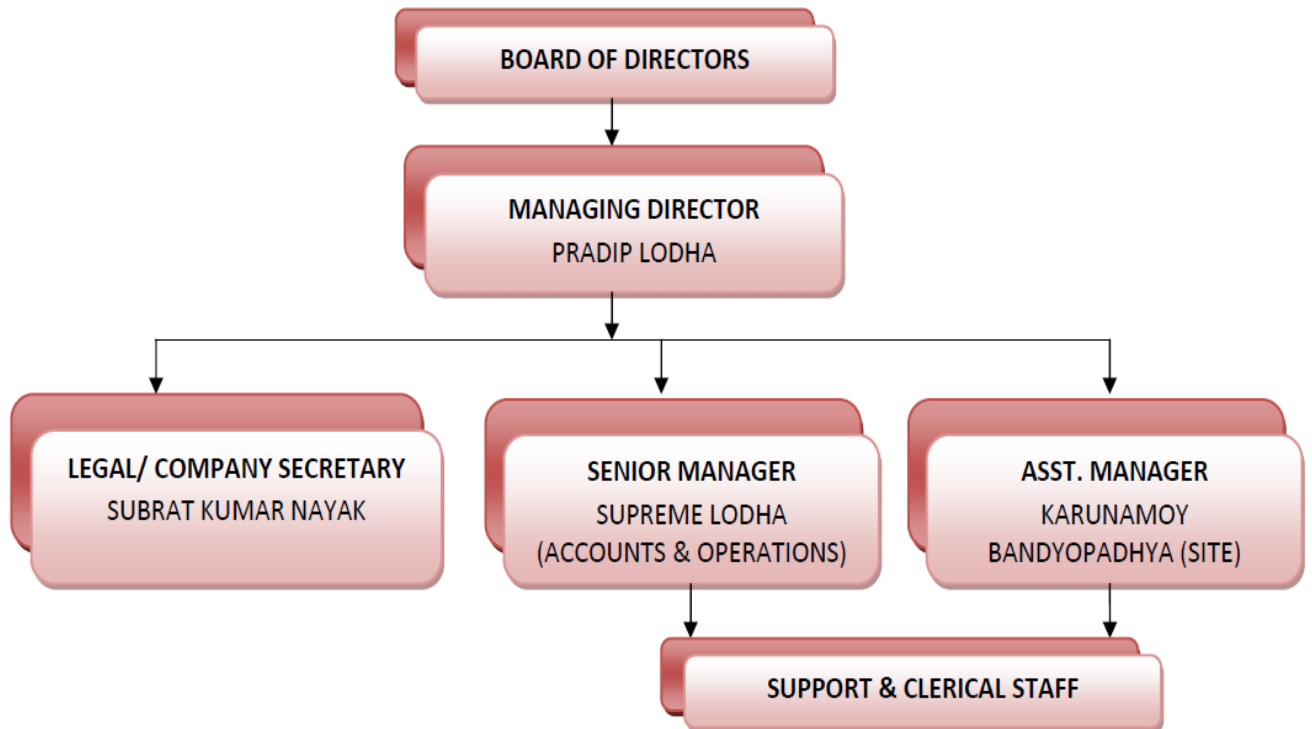 BOARD OF DIRECTORS
MANAGING DIRECTOR
PRADIP LODHA
LEGAL/ COMPANY SECRETARY
SUBRAT KUMAR NAYAK
SENIOR MANAGER
SUPREME LODHA
(ACCOUNTS & OPERATIONS)
ASST. MANAGER
KARUNAMOY
BANDYOPADHYA (SITE)
SUPPORT & CLERICAL STAFF